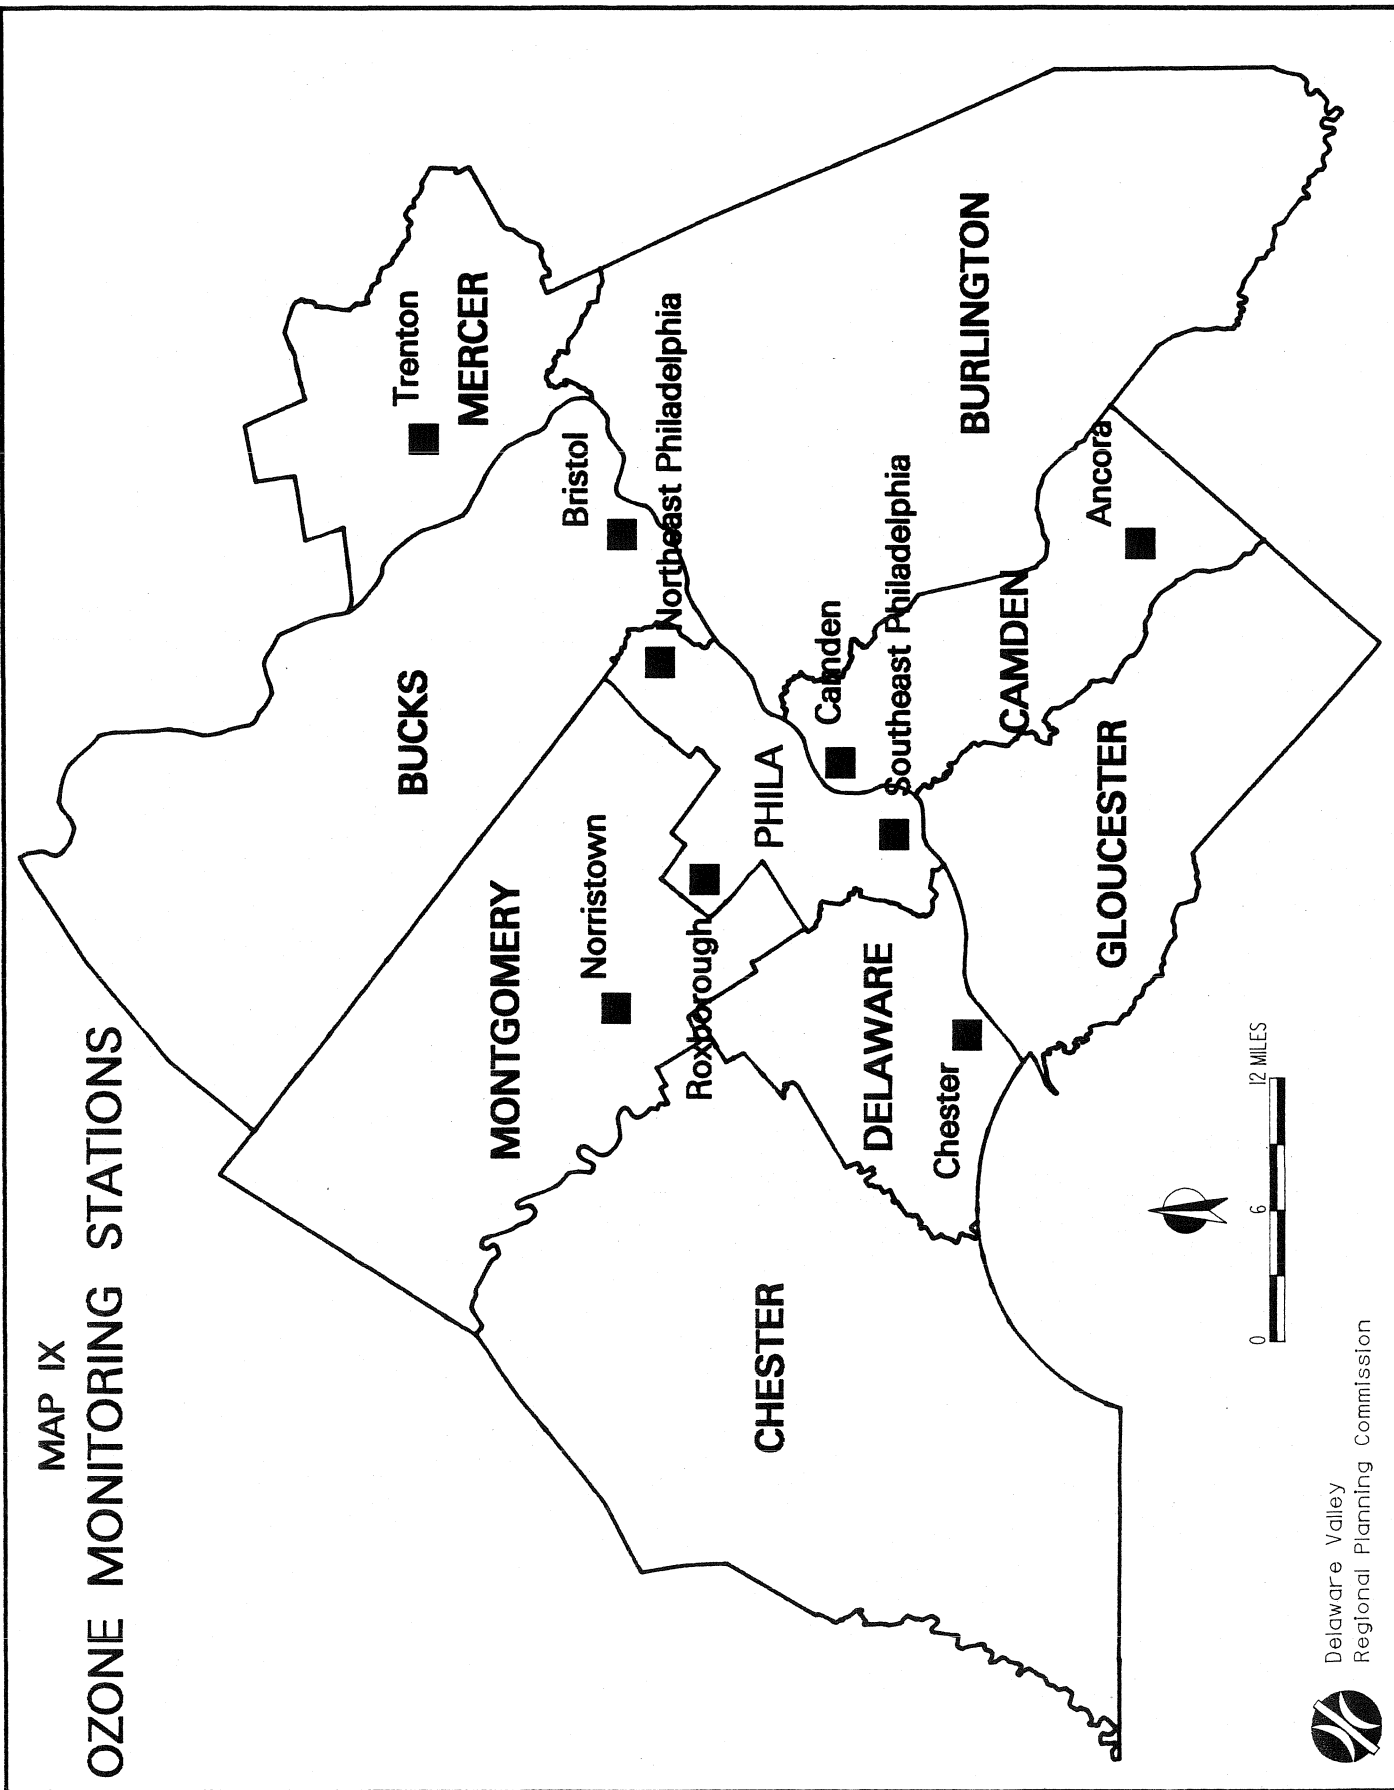 MAP IX
OZONE MONITORING STATIONS
Trenton
MERCER
BUCKS
Bristol
Northeast Philadelphia
MONTGOMERY
Norristown
Roxborough
PHILA
Camden
Southeast Philadelphia
BURLINGTON
CAMDEN
Ancora
GLOUCESTER
DELAWARE
Chester
CHESTER
0 6 12 MILES
Delaware Valley
Regional Planning Commission